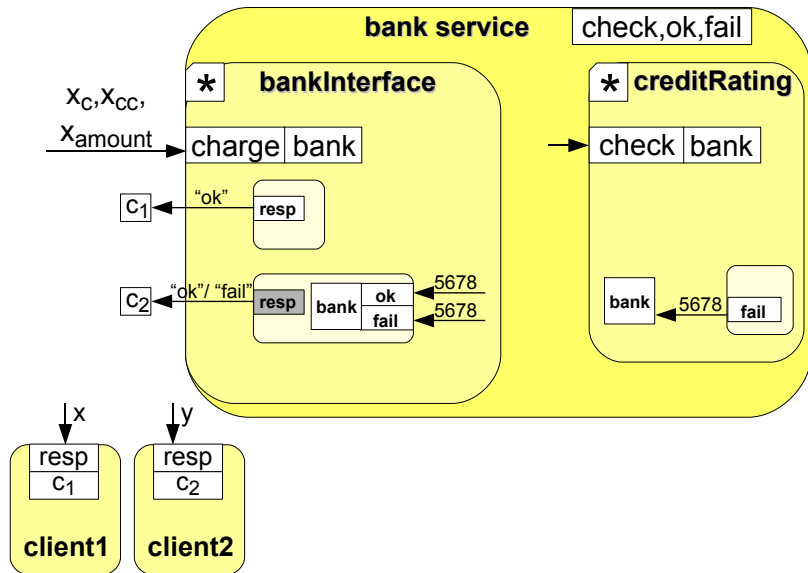 bank service
check,ok,fail
*
bankInterface
*
creditRating
xc,xcc,
xamount
charge
bank
check
bank
c1
“ok”
resp
c2
“ok”/ “fail”
resp
bank
ok
fail
5678
5678
bank
5678
fail
x
y
resp
c1
client1
resp
c2
client2